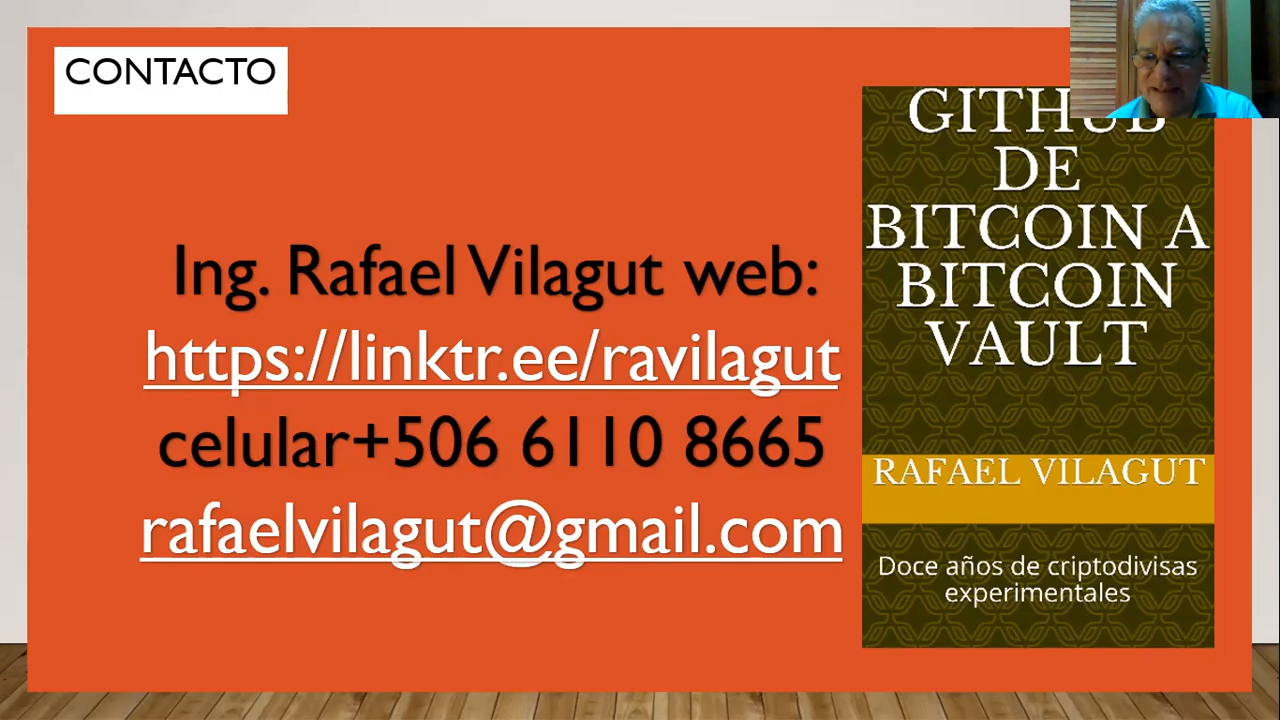 CONTACTO
Ing. Rafael Vilagut web:
https://linktr.ee/ravilagut
celular+506 6110 8665
rafaelvilagut@gmail.com
GITHUB
DE
BITCOIN A
BITCOIN
VAULT
RAFAEL VILAGUT
Doce años de criptodivisas
experimentales